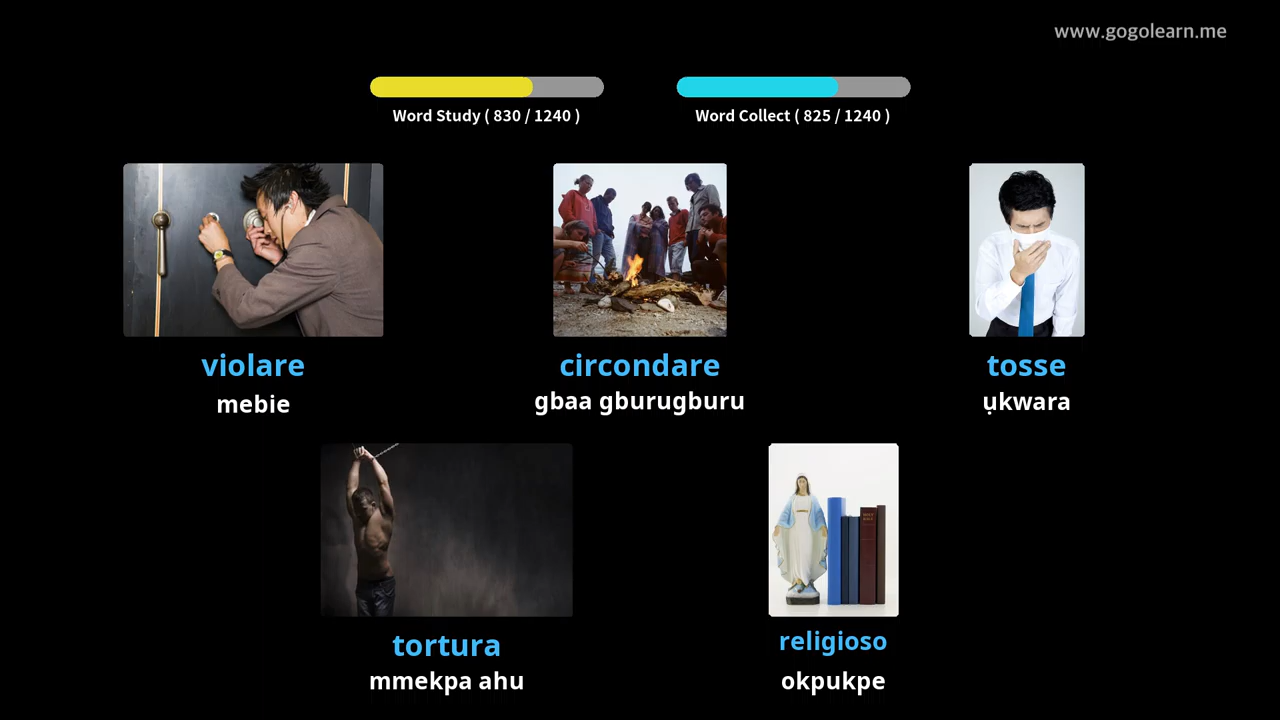 www.gogolearn.me
Word Study ( 830 / 1240 )
Word Collect ( 825 / 1240 )
violare
mebie
circondare
gbaa gburugburu
tosse
ụkwara
tortura
mmekpa ahu
religioso
okpukpe